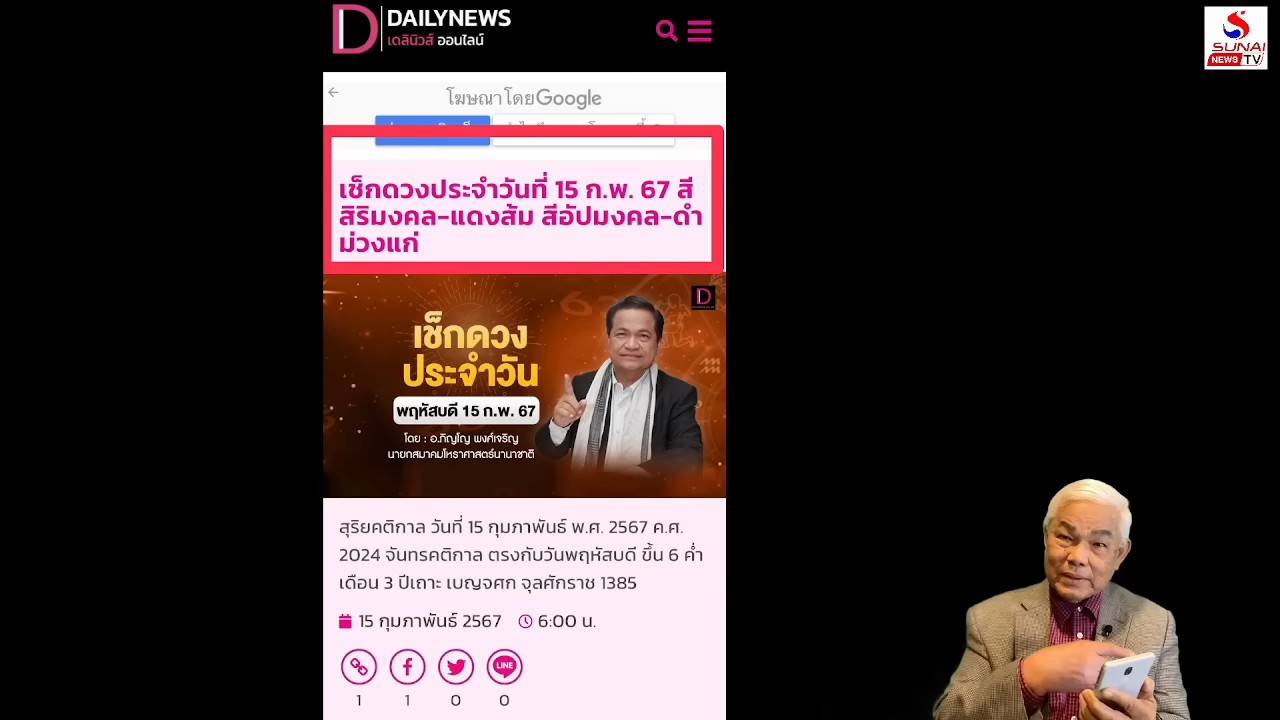 DAILYNEWS
เดลินิวส์ ออนไลน์
SUNAI
NEWS TV
โฆษณาโดย Google
เช็กดวงประจำวันที่ 15 ก.พ. 67 สี
สิริมงคล-แดงส้ม สีอัปมงคล-ดำ
ม่วงแก่
เช็กดวง
ประจำวัน
พฤหัสบดี 15 ก.พ. 67
โดย : อ.ภิญโญ พงศ์เจริญ
นายกสมาคมโหราศาสตร์นานาชาติ
สุริยคติกาล วันที่ 15 กุมภาพันธ์ พ.ศ. 2567 ค.ศ.
2024 จันทรคติกาล ตรงกับวันพฤหัสบดี ขึ้น 6 ค่ำ
เดือน 3 ปีเถาะ เบญจศก จุลศักราช 1385
15 กุมภาพันธ์ 2567 6:00 น.
LINE
1 1 0 0